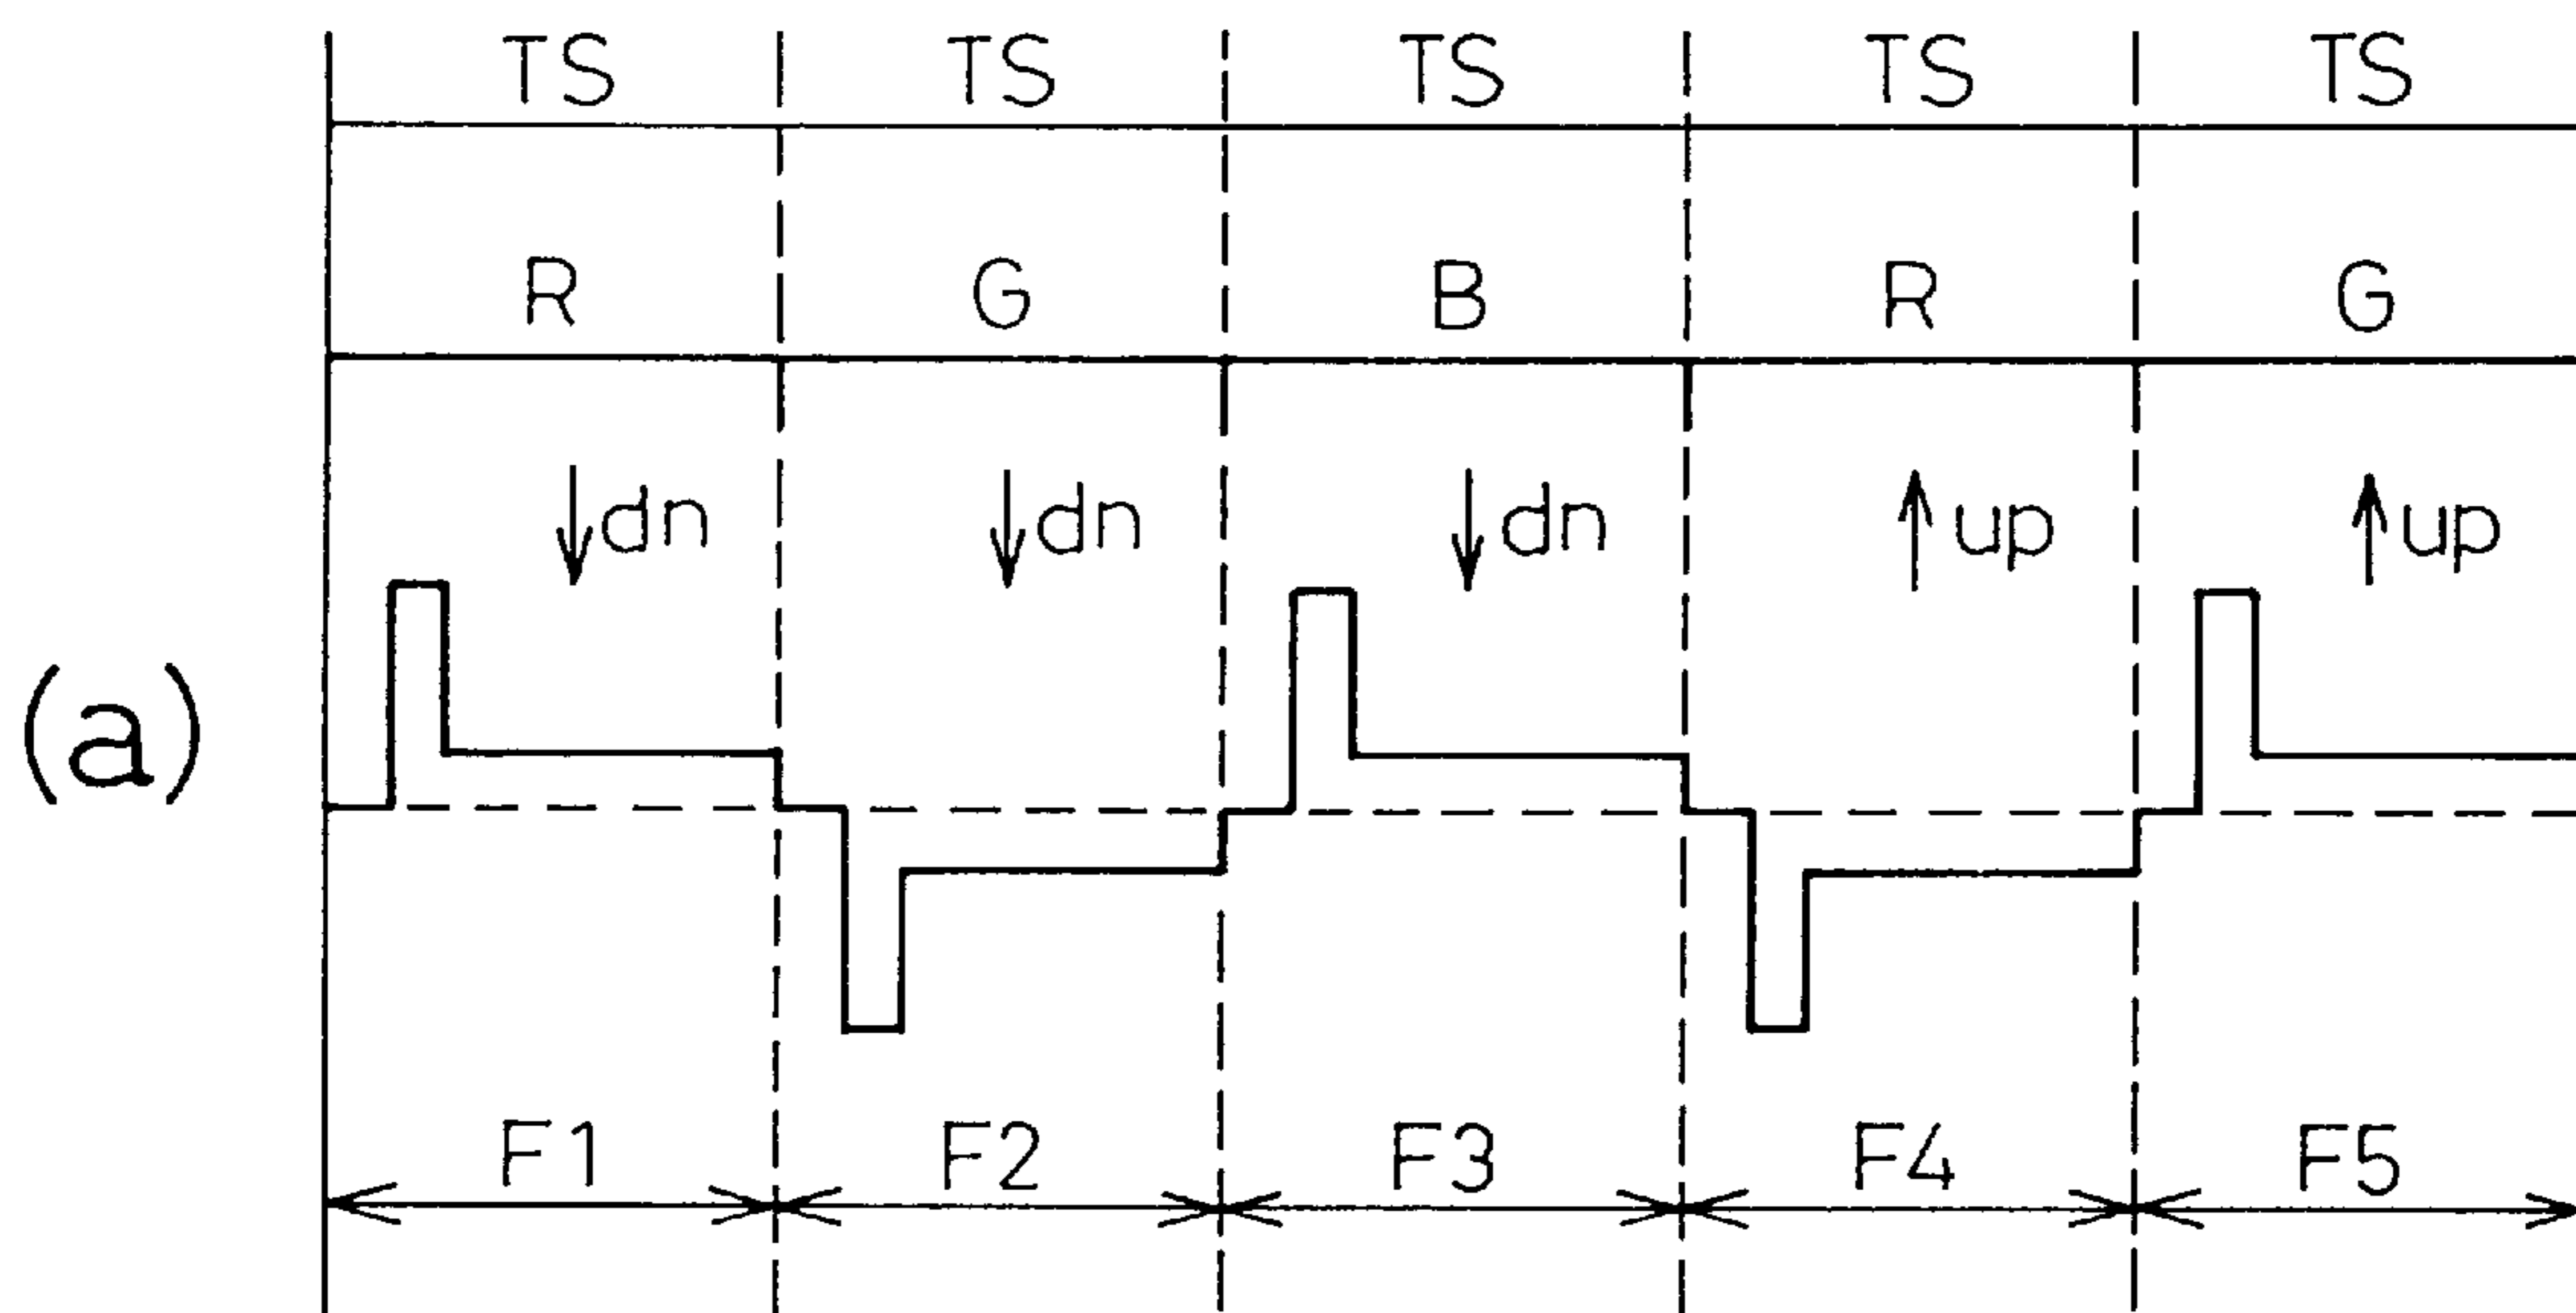 TS TS TS TS TS
R G B R G
dn dn dn up up
(a)
F1 F2 F3 F4 F5